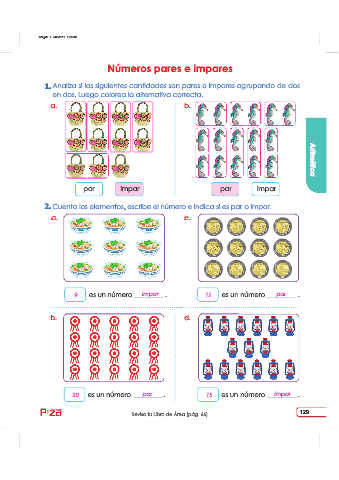 Números pares e impares
1. Analiza si las siguientes cantidades son pares o impares agrupando de dos
en dos. Luego colorea la alternativa correcta.
a.
b.
par
impar
par
impar
Aritmética
2. Cuenta los elementos, escribe el número e indica si es par o impar.
a.
c.
9 es un número impar.
12 es un número par.
b.
d.
20 es un número par.
15 es un número impar.
Revisa tu Libro de Área (pág. 44)
129